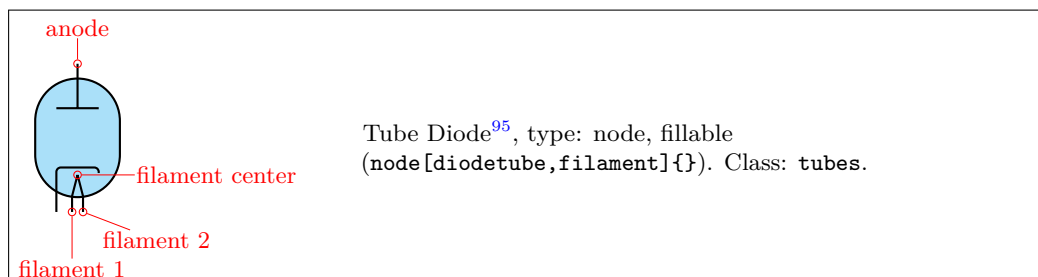 anode
Tube Diode95, type: node, fillable
(node[diodetube,filament]{}). Class: tubes.
filament center
filament 2
filament 1